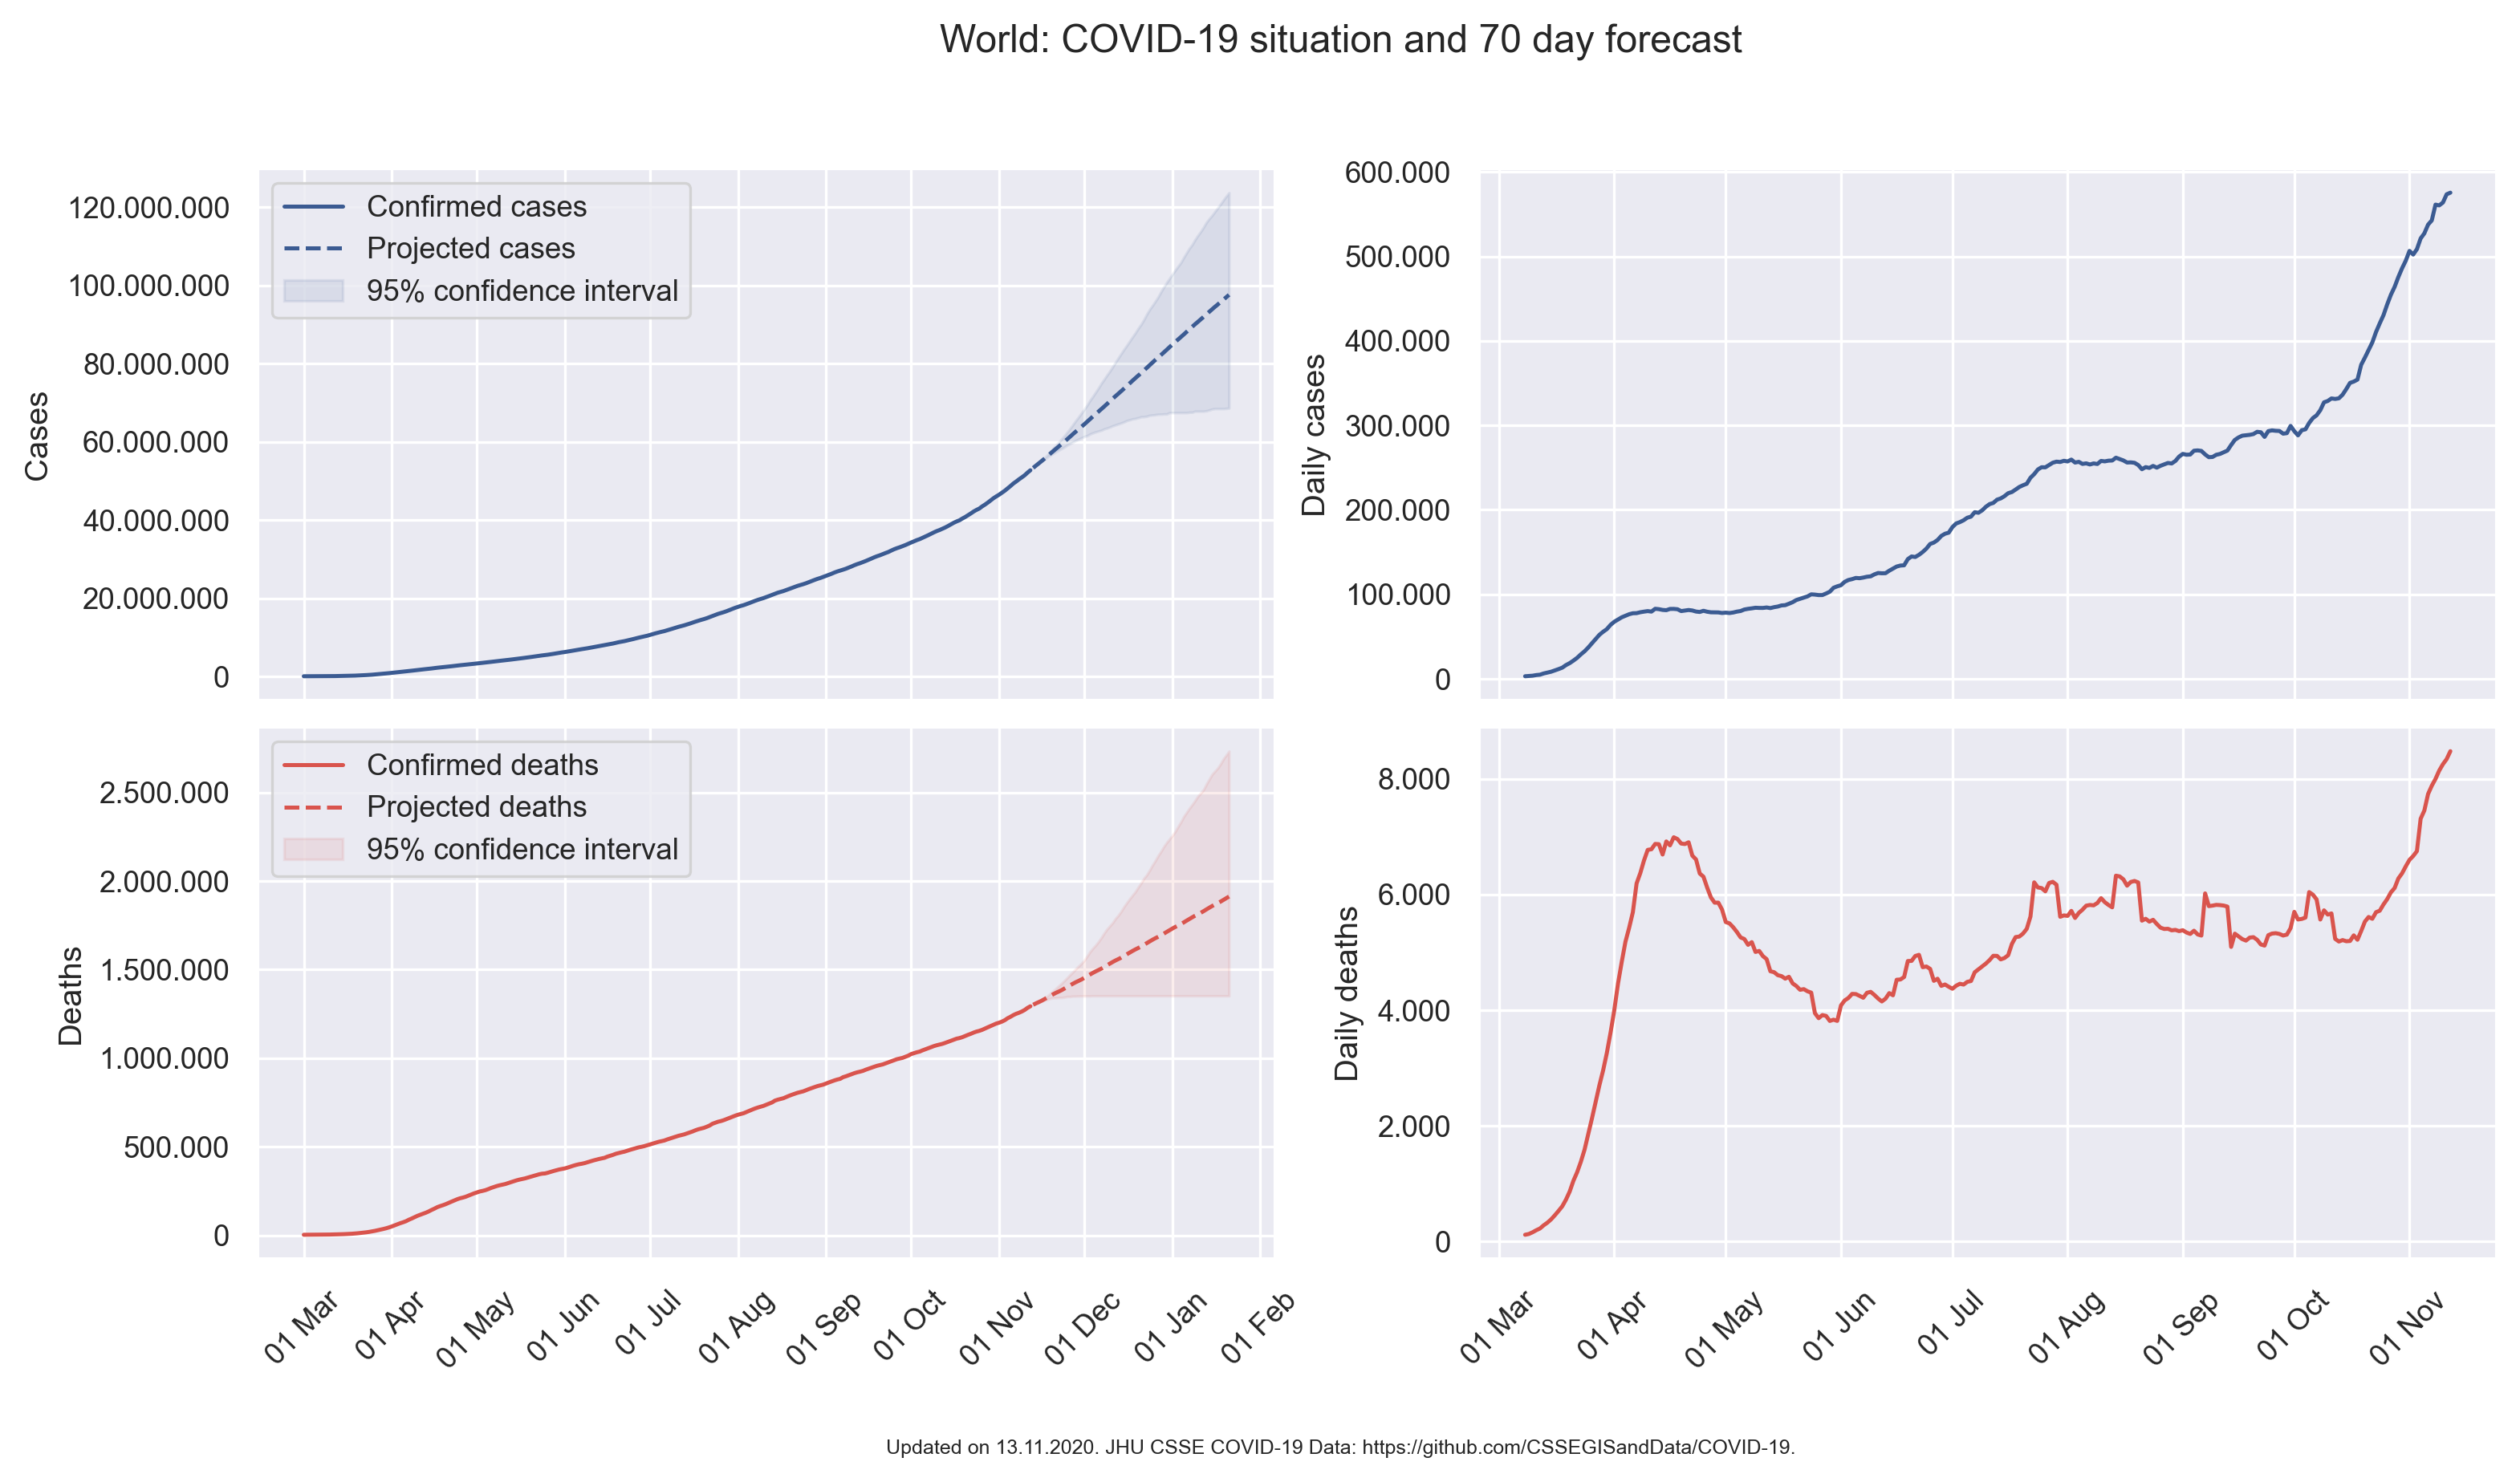 World: COVID-19 situation and 70 day forecast
120.000.000
100.000.000
80.000.000
60.000.000
40.000.000
20.000.000
0
Cases
Confirmed cases
Projected cases
95% confidence interval
600.000
500.000
400.000
300.000
200.000
100.000
0
Daily cases
2.500.000
2.000.000
1.500.000
1.000.000
500.000
0
Deaths
Confirmed deaths
Projected deaths
95% confidence interval
01 Mar
01 Apr
01 May
01 Jun
01 Jul
01 Aug
01 Sep
01 Oct
01 Nov
01 Dec
01 Jan
01 Feb
8.000
6.000
4.000
2.000
0
Daily deaths
01 Mar
01 Apr
01 May
01 Jun
01 Jul
01 Aug
01 Sep
01 Oct
01 Nov
Updated on 13.11.2020. JHU CSSE COVID-19 Data: https://github.com/CSSEGISandData/COVID-19.